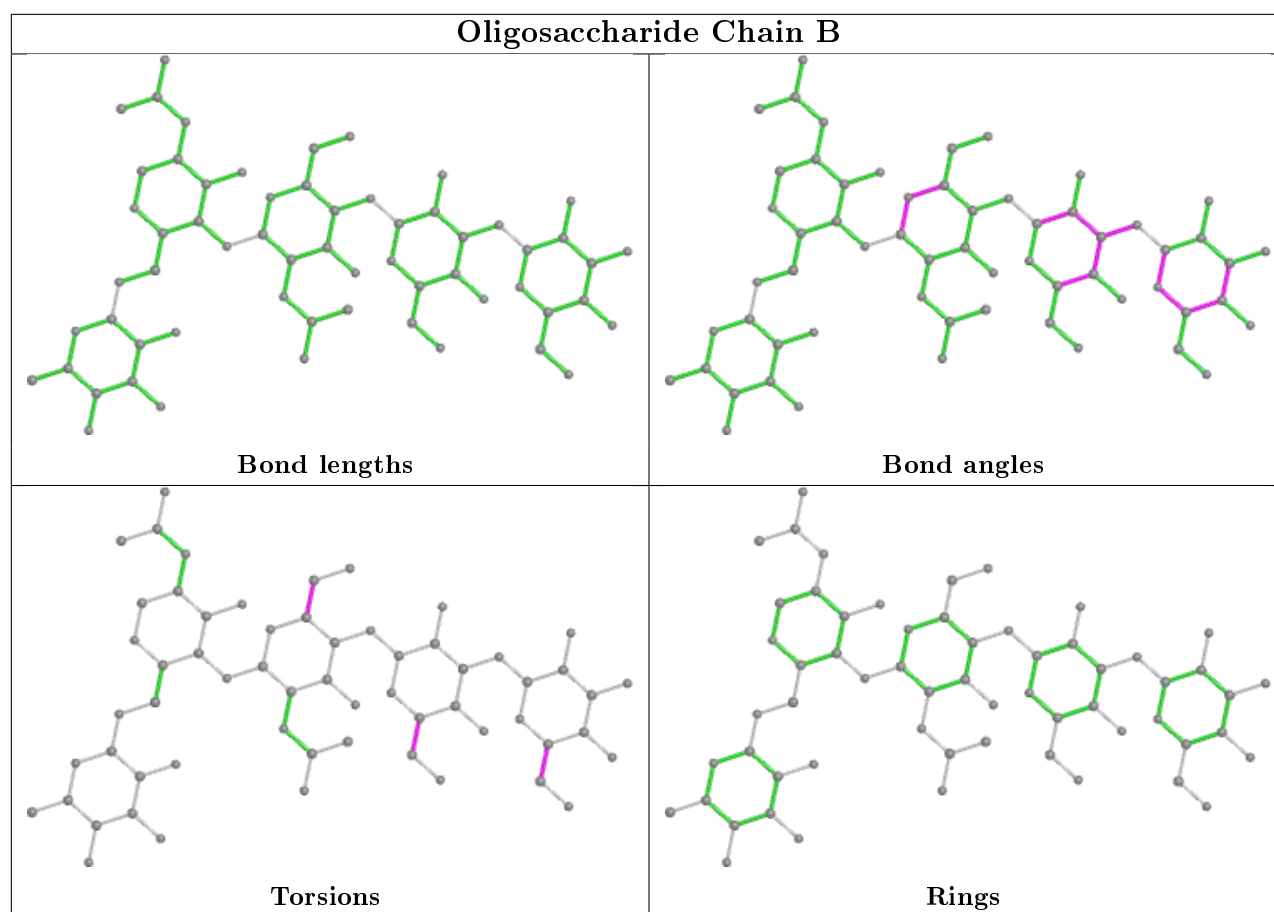 Oligosaccharide Chain B
Bond lengths
Bond angles
Torsions
Rings